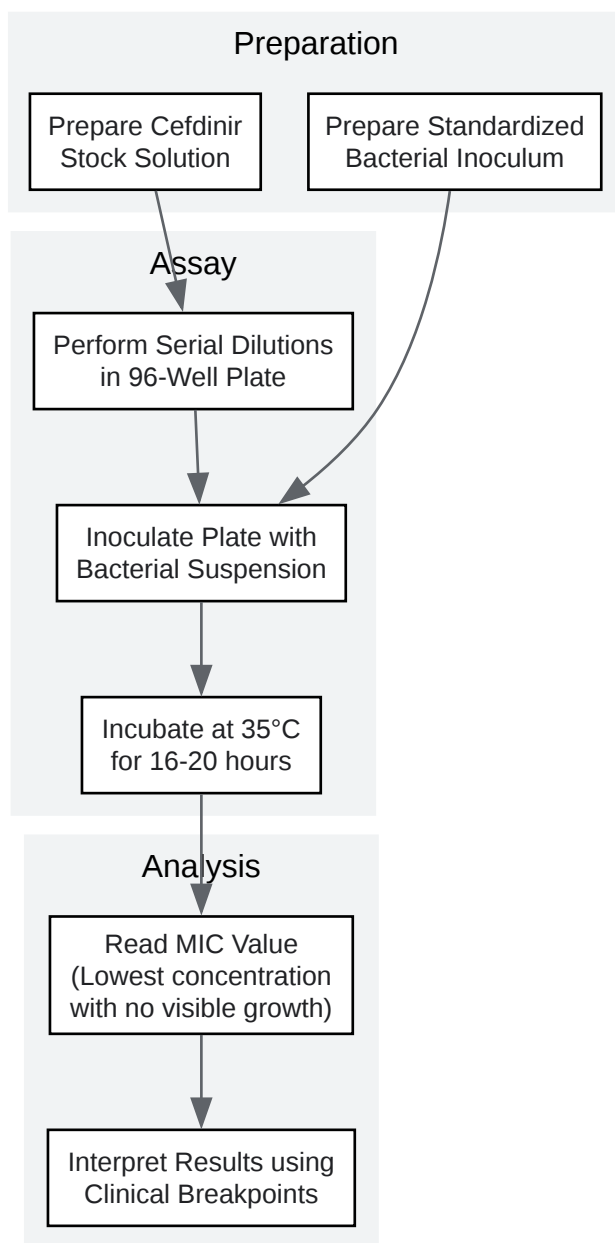 Preparation
Prepare Cefdinir
Stock Solution
Prepare Standardized
Bacterial Inoculum
Assay
Perform Serial Dilutions
in 96-Well Plate
Inoculate Plate with
Bacterial Suspension
Incubate at 35°C
for 16-20 hours
Analysis
Read MIC Value
(Lowest concentration
with no visible growth)
Interpret Results using
Clinical Breakpoints